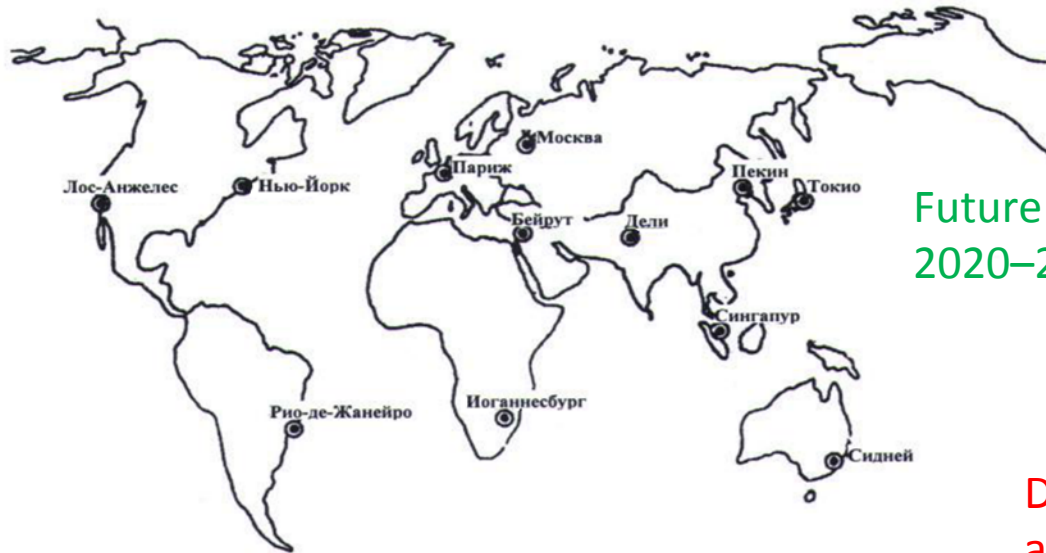 Москва
Париж
Лос-Анжелес
Нью-Йорк
Пекин
Токио
Бейрут
Дели
Future
2020–2
Сингапур
Рио-де-Жанейро
Иоганнесбург
Сидней
D
a